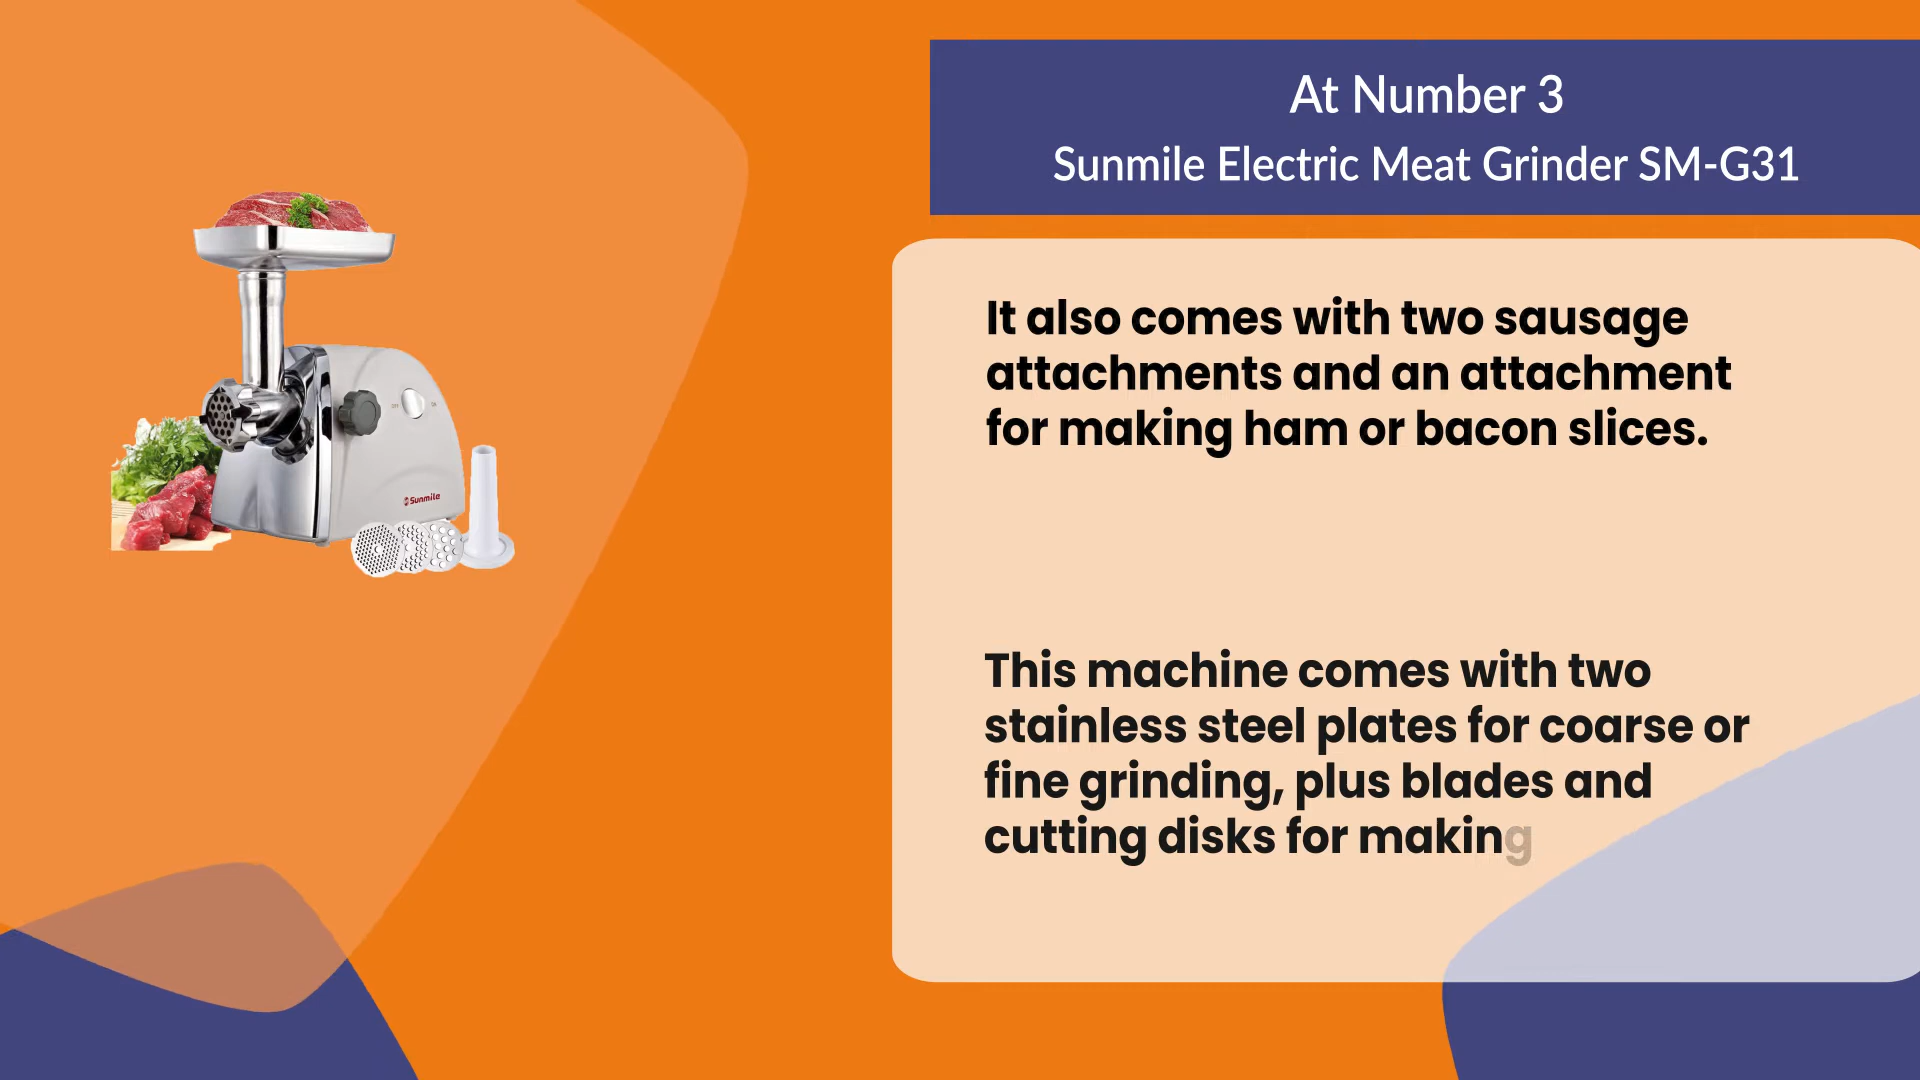 At Number 3
Sunmile Electric Meat Grinder SM-G31
It also comes with two sausage
attachments and an attachment
for making ham or bacon slices.
This machine comes with two
stainless steel plates for coarse or
fine grinding, plus blades and
cutting disks for making
Sunmile